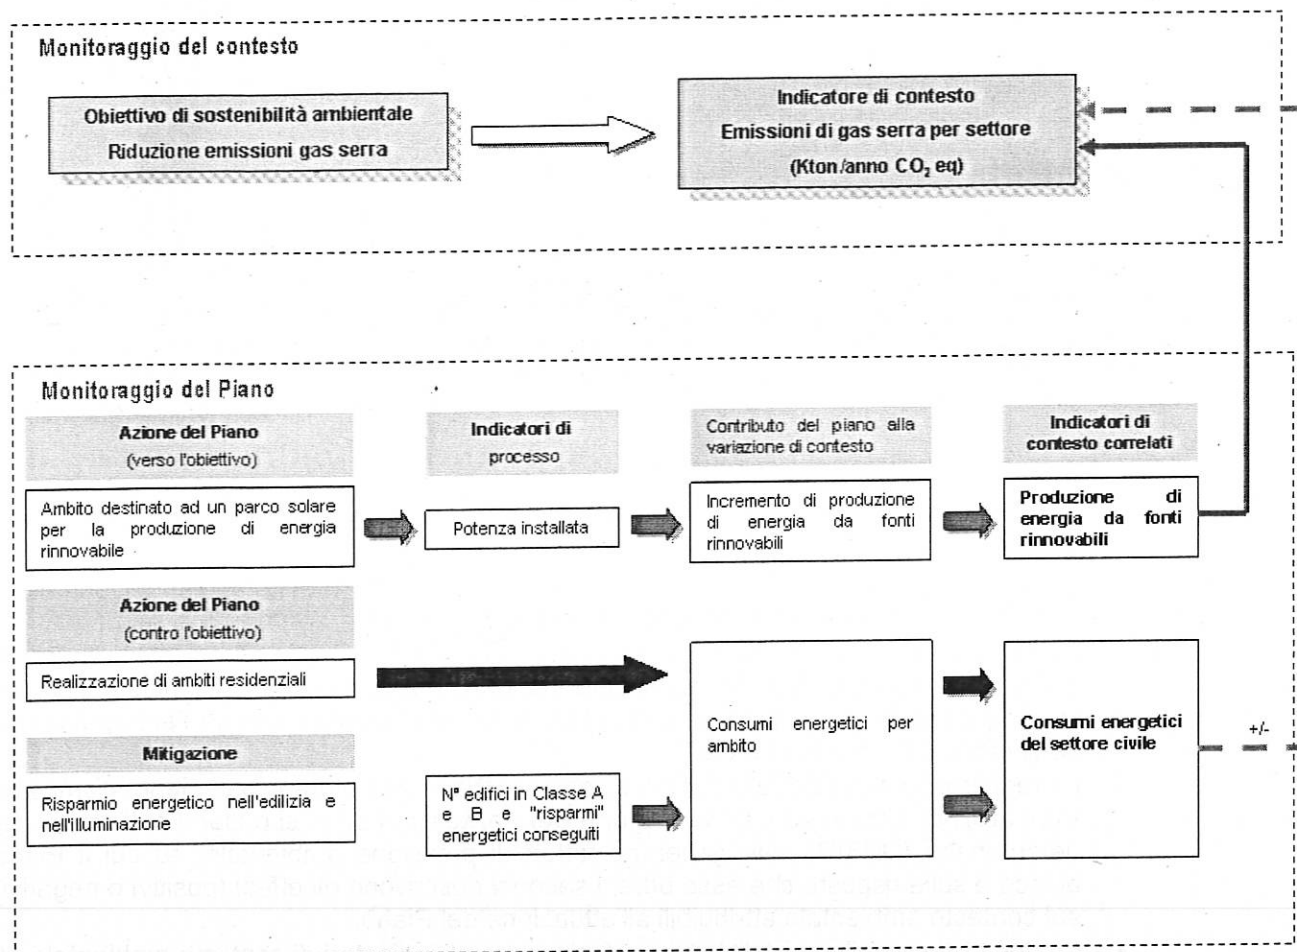 Monitoraggio del contesto
Obiettivo di sostenibilità ambientale
Riduzione emissioni gas serra
Indicatore di contesto
Emissioni di gas serra per settore
(Kton/anno CO₂ eq)
Monitoraggio del Piano
Azione del Piano
(verso l'obiettivo)
Indicatori di
processo
Contributo del piano alla
variazione di contesto
Indicatori di
contesto correlati
Ambito destinato ad un parco solare
per la produzione di energia
rinnovabile
Potenza installata
Incremento di produzione
di energia da fonti
rinnovabili
Produzione di
energia da fonti
rinnovabili
Azione del Piano
(contro l'obiettivo)
Realizzazione di ambiti residenziali
Consumi energetici per
ambito
Consumi energetici
del settore civile
+/-
Mitigazione
Risparmio energetico nell'edilizia e
nell'illuminazione
N° edifici in Classe A
e B e "risparmi"
energetici conseguiti